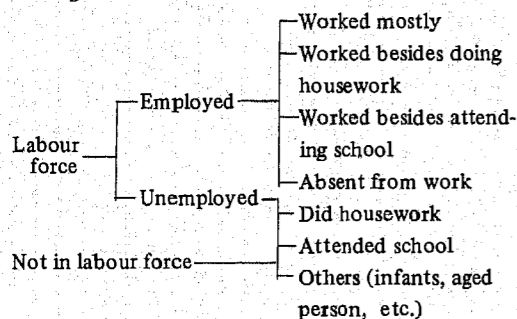 Worked mostly
Worked besides doing
housework
Employed
Worked besides attend-
ing school
Labour
force
Absent from work
Unemployed
Did housework
Attended school
Not in labour force
Others (infants, aged
person, etc.)